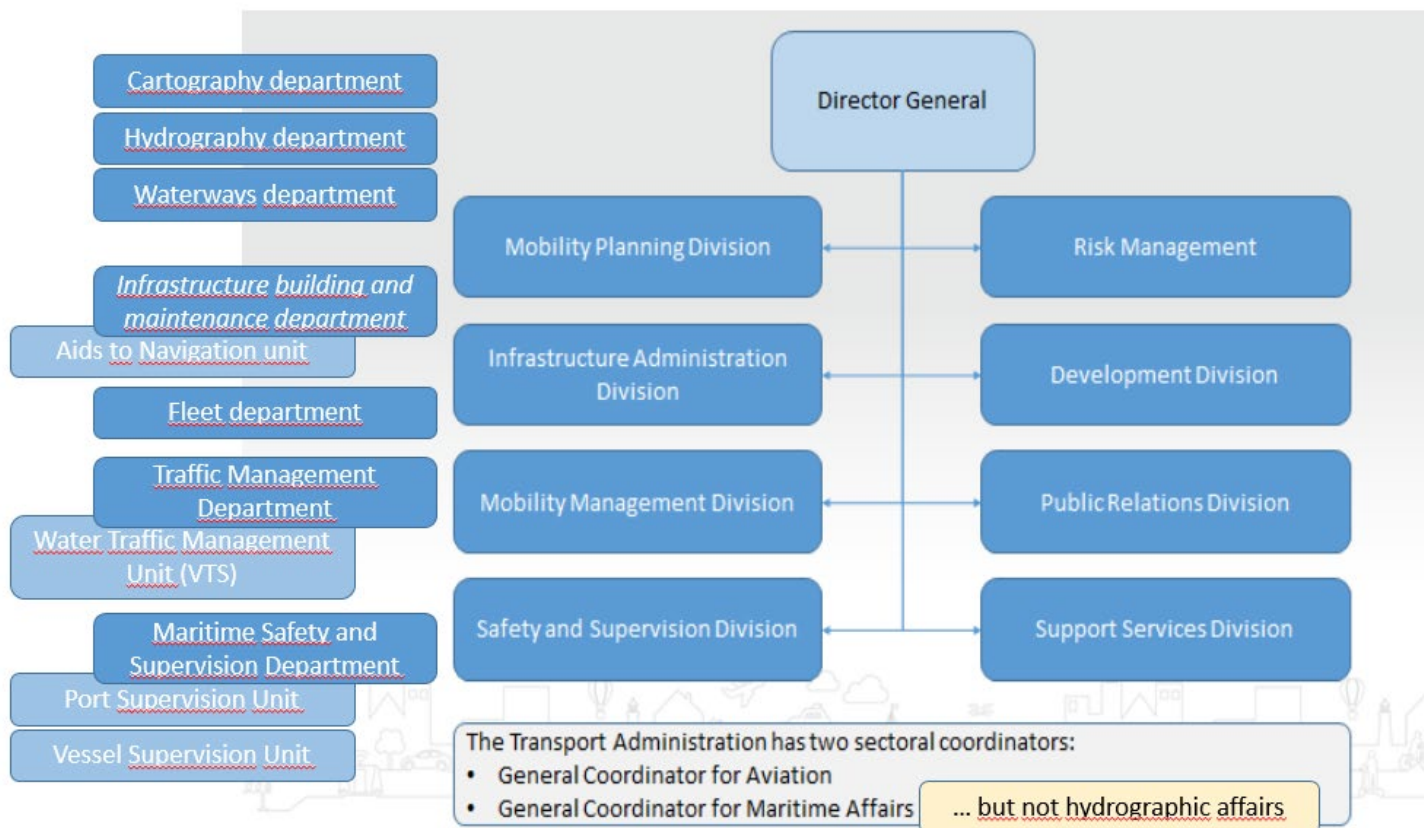 Cartography department
Hydrography department
Waterways department
Infrastructure building and
maintenance department
Aids to Navigation unit
Fleet department
Traffic Management
Department
Water Traffic Management
Unit (VTS)
Maritime Safety and
Supervision Department
Port Supervision Unit
Vessel Supervision Unit
Director General
Mobility Planning Division
Risk Management
Infrastructure Administration
Division
Development Division
Mobility Management Division
Public Relations Division
Safety and Supervision Division
Support Services Division
The Transport Administration has two sectoral coordinators:
• General Coordinator for Aviation
• General Coordinator for Maritime Affairs
... but not hydrographic affairs